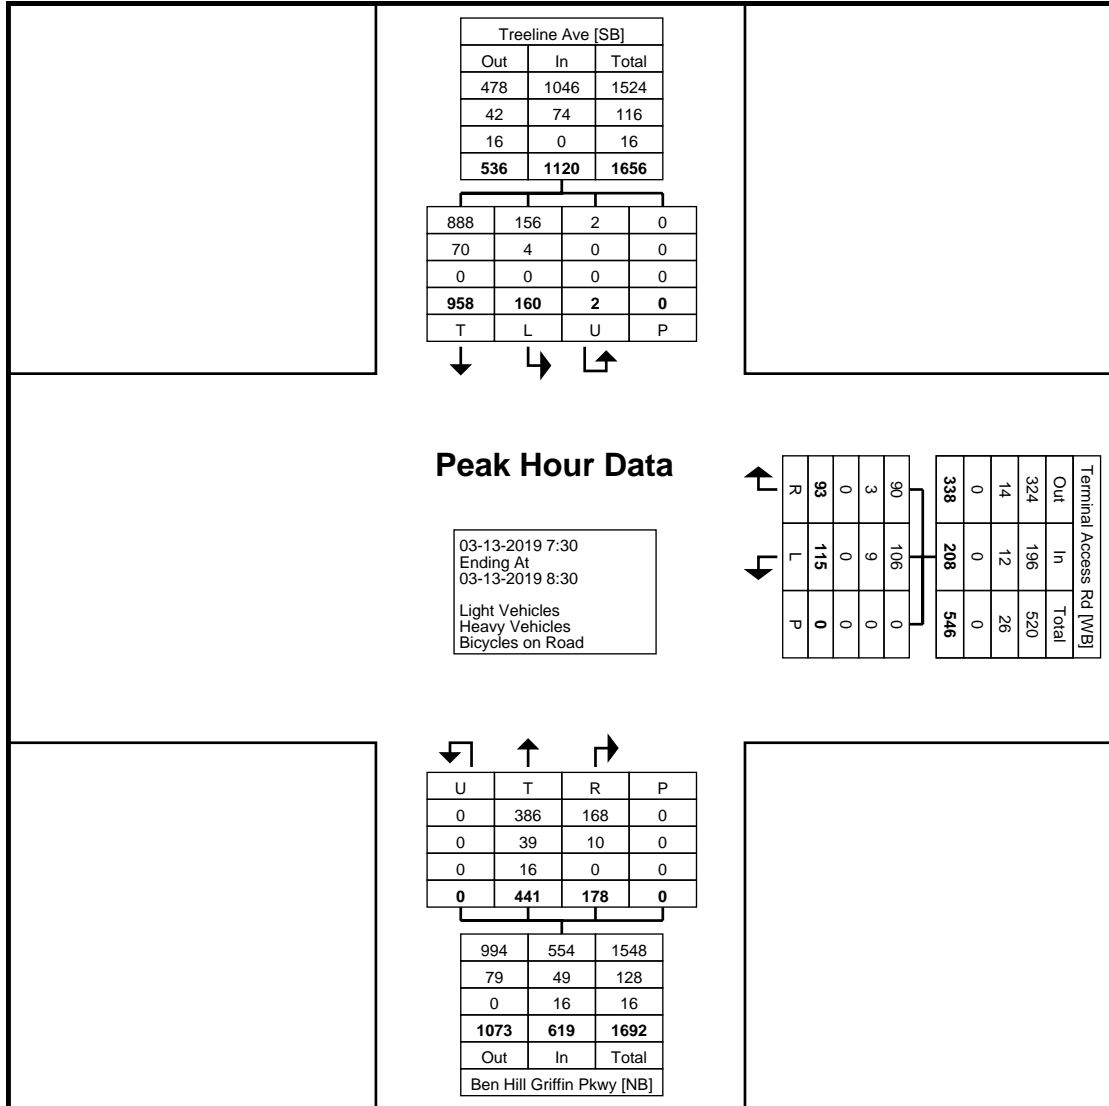 Treeline Ave [SB]
Out In Total
478 1046 1524
42 74 116
16 0 16
536 1120 1656
888 156 2 0
70 4 0 0
0 0 0 0
958 160 2 0
T L U P
Peak Hour Data
03-13-2019 7:30
Ending At
03-13-2019 8:30
Light Vehicles
Heavy Vehicles
Bicycles on Road
Terminal Access Rd [WB]
Out In Total
324 196 520
14 12 26
0 0 0
338 208 546
90 106 0
3 9 0
0 0 0
93 115 0
R L P
U T R P
0 386 168 0
0 39 10 0
0 16 0 0
0 441 178 0
994 554 1548
79 49 128
0 16 16
1073 619 1692
Out In Total
Ben Hill Griffin Pkwy [NB]